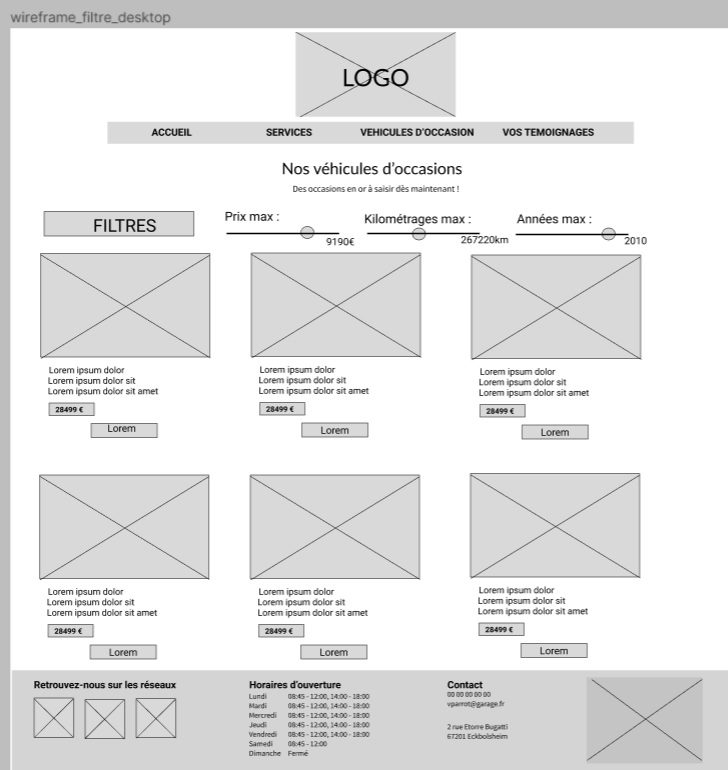 wireframe_filtre_desktop
LOGO
ACCUEIL SERVICES VEHICULES D'OCCASION VOS TEMOIGNAGES
Nos véhicules d'occasions
Des occasions en or à saisir dès maintenant !
FILTRES
Prix max :
9190€
Kilométrages max :
267220km
Années max :
2010
Lorem ipsum dolor
Lorem ipsum dolor sit
Lorem ipsum dolor sit amet
28499 €
Lorem
Lorem ipsum dolor
Lorem ipsum dolor sit
Lorem ipsum dolor sit amet
28499 €
Lorem
Lorem ipsum dolor
Lorem ipsum dolor sit
Lorem ipsum dolor sit amet
28499 €
Lorem
Lorem ipsum dolor
Lorem ipsum dolor sit
Lorem ipsum dolor sit amet
28499 €
Lorem
Lorem ipsum dolor
Lorem ipsum dolor sit
Lorem ipsum dolor sit amet
28499 €
Lorem
Lorem ipsum dolor
Lorem ipsum dolor sit
Lorem ipsum dolor sit amet
28499 €
Lorem
Retrouvez-nous sur les réseaux
Horaires d'ouverture
Lundi 08:45 - 12:00, 14:00 - 18:00
Mardi 08:45 - 12:00, 14:00 - 18:00
Mercredi 08:45 - 12:00, 14:00 - 18:00
Jeudi 08:45 - 12:00, 14:00 - 18:00
Vendredi 08:45 - 12:00, 14:00 - 18:00
Samedi 08:45 - 12:00
Dimanche Fermé
Contact
00 00 00 00 00
vparrot@garage.fr
2 rue Etorre Bugatti
67201 Eckbolsheim